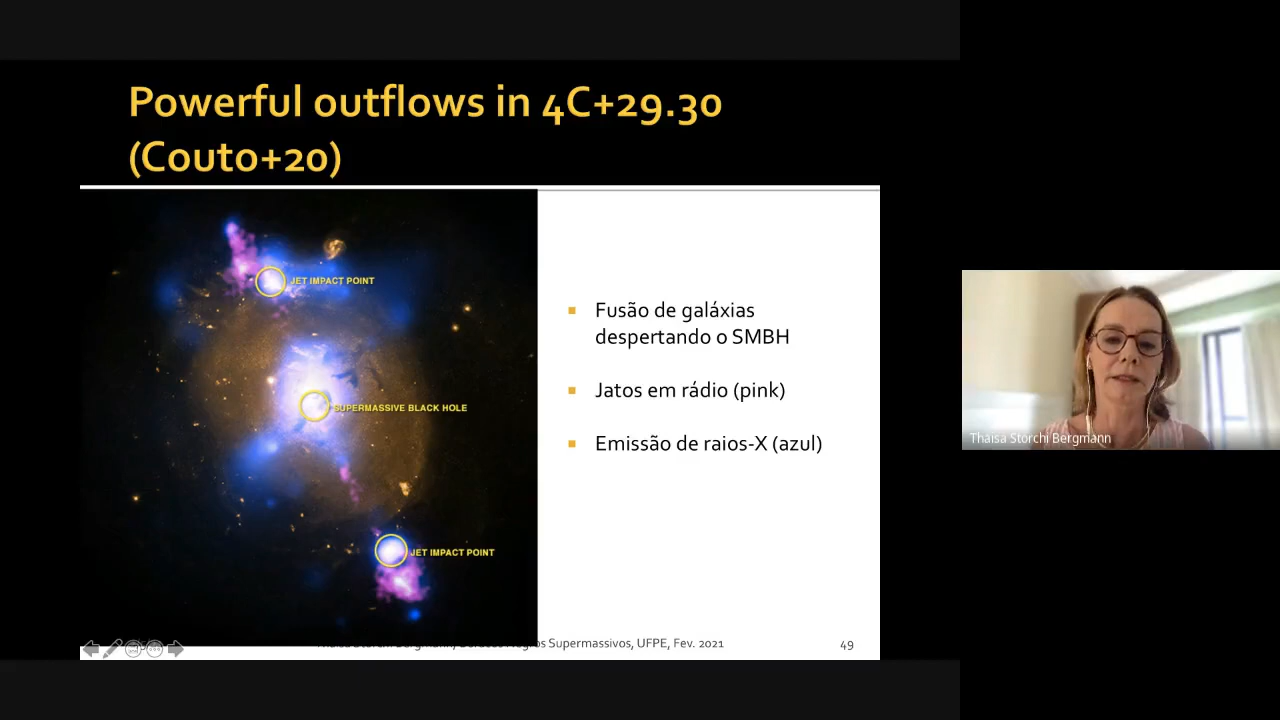 Powerful outflows in 4C+29.30
(Couto+20)
JET IMPACT POINT
SUPERMASSIVE BLACK HOLE
JET IMPACT POINT
Fusão de galáxias
despertando o SMBH
Jatos em rádio (pink)
Emissão de raios-X (azul)
Supermassivos, UFPE, Fev. 2021
49
Thaisa Storchi Bergmann